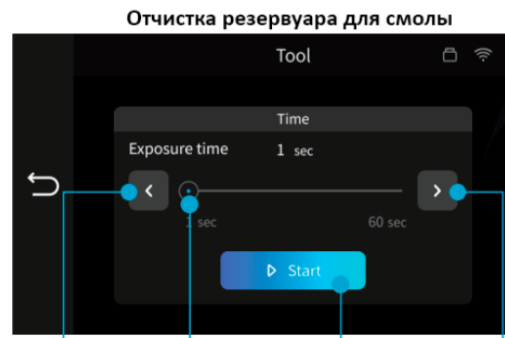 Отчистка резервуара для смолы
Tool
Time
Exposure time 1 sec
1 sec 60 sec
Start